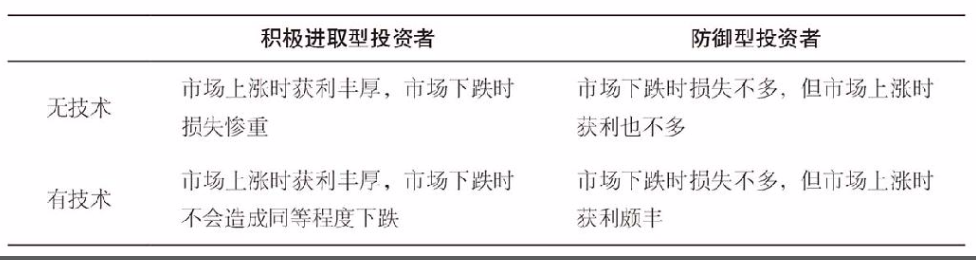 积极进取型投资者 防御型投资者
无技术
市场上涨时获利丰厚，市场下跌时
损失惨重
市场下跌时损失不多，但市场上涨时
获利也不多
有技术
市场上涨时获利丰厚，市场下跌时
不会造成同等程度下跌
市场下跌时损失不多，但市场上涨时
获利颇丰